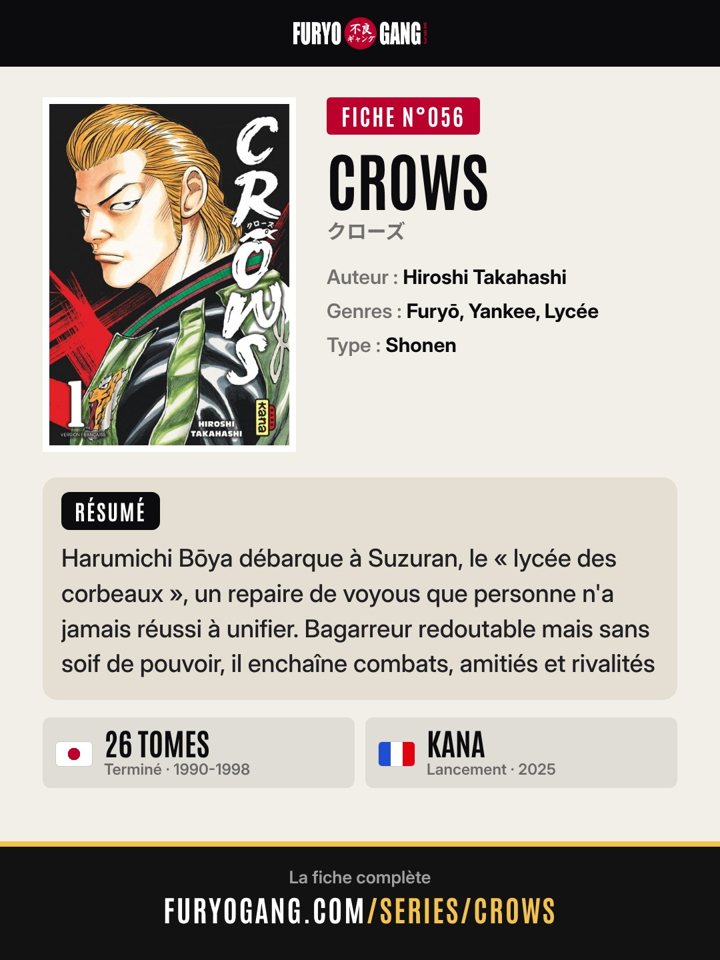 FURYO 不良 ギャング GANG
FICHE N°056
CROWS
クローズ
Auteur : Hiroshi Takahashi
Genres : Furyō, Yankee, Lycée
Type : Shonen
CROWS
クローズ
1
VERSION FRANÇAISE
HIROSHI
TAKAHASHI
kana
RÉSUMÉ
Harumichi Bōya débarque à Suzuran, le « lycée des
corbeaux », un repaire de voyous que personne n'a
jamais réussi à unifier. Bagarreur redoutable mais sans
soif de pouvoir, il enchaîne combats, amitiés et rivalités
26 TOMES
Terminé · 1990-1998
KANA
Lancement · 2025
La fiche complète
FURYOGANG.COM/SERIES/CROWS